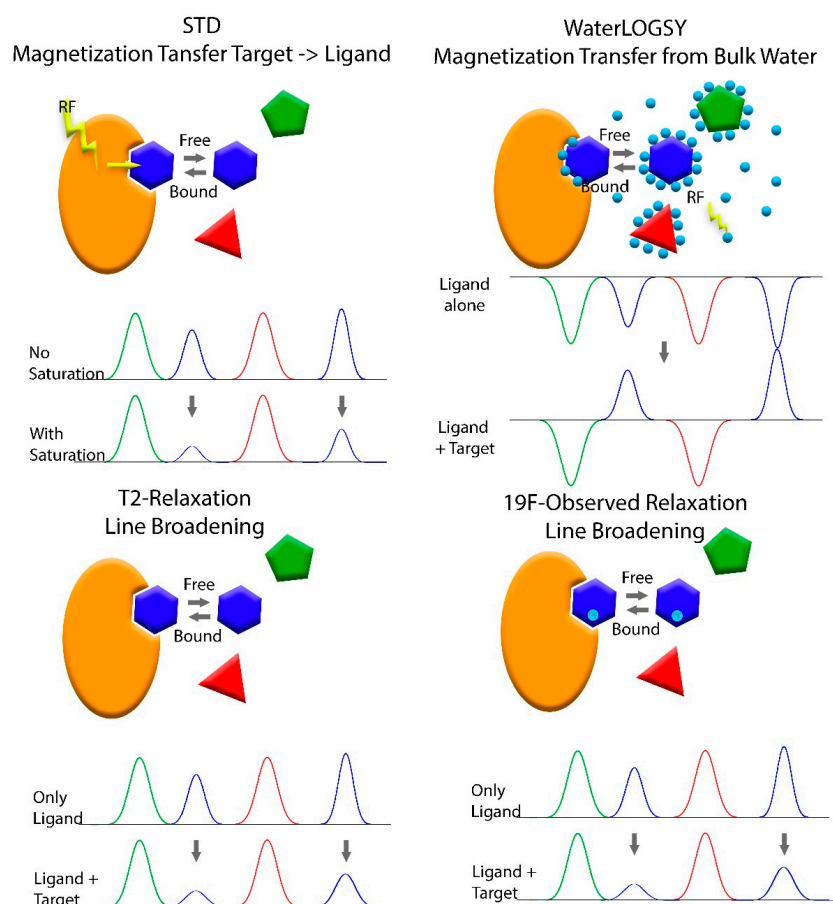 STD
Magnetization Tansfer Target -> Ligand
RF
Free
Bound
No
Saturation
With
Saturation
WaterLOGSY
Magnetization Transfer from Bulk Water
Free
Bound
RF
Ligand
alone
Ligand
+ Target
T2-Relaxation
Line Broadening
Free
Bound
Only
Ligand
Ligand +
Target
19F-Observed Relaxation
Line Broadening
Free
Bound
Only
Ligand
Ligand +
Target